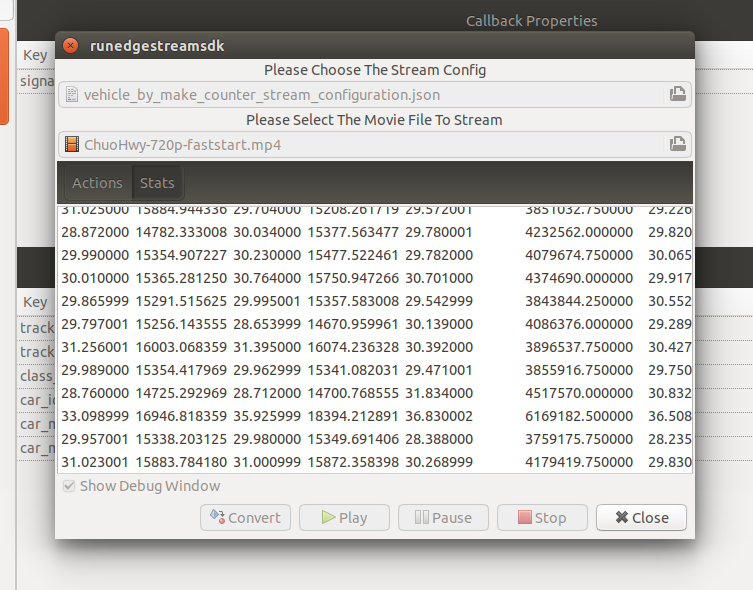 Callback Properties
runedgestreamsdk
Key
Please Choose The Stream Config
signa
vehicle_by_make_counter_stream_configuration.json
Please Select The Movie File To Stream
ChuoHwy-720p-faststart.mp4
Actions Stats
31.025000 15884.944336 29.704000 15208.261719 29.572001 3851032.750000 29.226
28.872000 14782.333008 30.034000 15377.563477 29.780001 4232562.000000 29.820
29.990000 15354.907227 30.230000 15477.522461 29.782000 4079674.750000 30.065
30.010000 15365.281250 30.764000 15750.947266 30.701000 4374690.000000 29.917
Key 29.865999 15291.515625 29.995001 15357.583008 29.542999 3843844.250000 30.552
track 29.797001 15256.143555 28.653999 14670.959961 30.139000 4086376.000000 29.289
track 31.256001 16003.068359 31.395000 16074.236328 30.392000 3896537.750000 30.427
class_ 29.989000 15354.417969 29.962999 15341.082031 29.471001 3855916.750000 29.750
car_ic 28.760000 14725.292969 28.712000 14700.768555 31.834000 4517570.000000 30.832
car_m 33.098999 16946.818359 35.925999 18394.212891 36.830002 6169182.500000 36.508
car_m 29.957001 15338.203125 29.980000 15349.691406 28.388000 3759175.750000 28.235
31.023001 15883.784180 31.000999 15872.358398 30.268999 4179419.750000 29.830
Show Debug Window
Convert Play Pause Stop Close